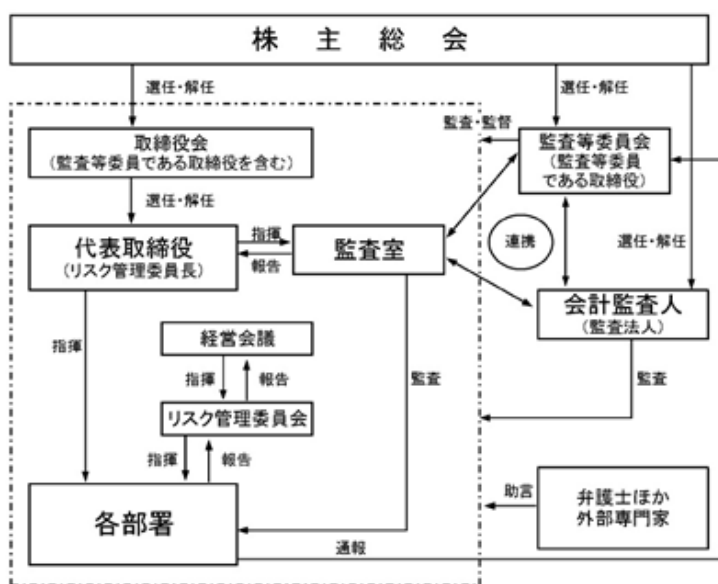 株主総会
選任・解任
選任・解任
監査・監督
取締役会
(監査等委員である取締役を含む)
監査等委員会
(監査等委員
である取締役)
選任・解任
代表取締役
(リスク管理委員長)
指揮
報告
監査室
連携
選任・解任
会計監査人
(監査法人)
指揮
経営会議
指揮
報告
監査
監査
リスク管理委員会
指揮
報告
各部署
助言
弁護士ほか
外部専門家
通報